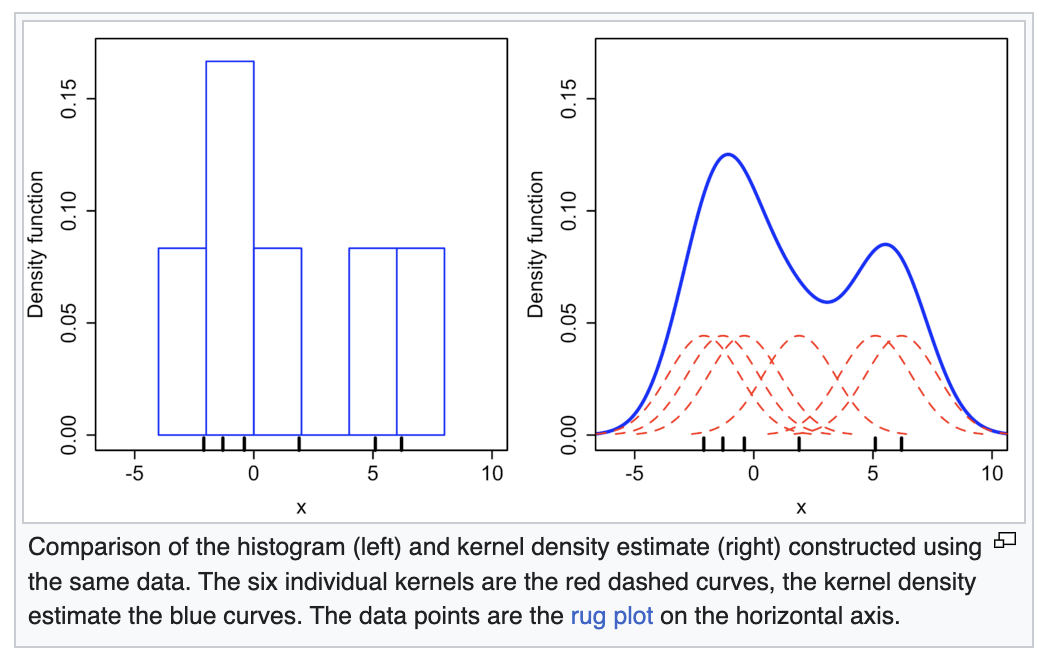 Density function
0.00
0.05
0.10
0.15
-5
0
5
10
x
Density function
0.00
0.05
0.10
0.15
-5
0
5
10
x
Comparison of the histogram (left) and kernel density estimate (right) constructed using
the same data. The six individual kernels are the red dashed curves, the kernel density
estimate the blue curves. The data points are the rug plot on the horizontal axis.